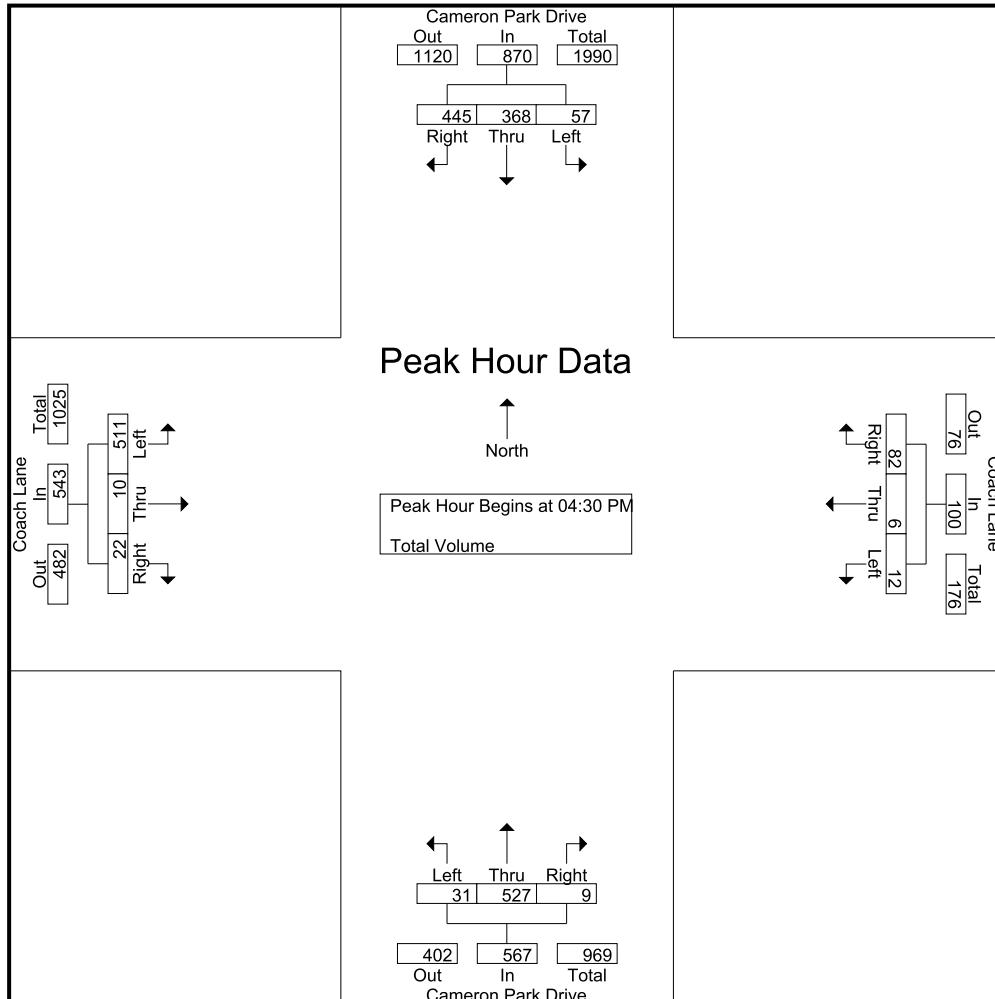 Cameron Park Drive
Out In Total
1120 870 1990
445 368 57
Right Thru Left
Peak Hour Data
North
Peak Hour Begins at 04:30 PM
Total Volume
Coach Lane
Out In Total
482 543 1025
511 10 22
Left Thru Right
Coach Lane
Out In Total
76 100 176
82 6 12
Right Thru Left
Left Thru Right
31 527 9
402 567 969
Out In Total
Cameron Park Drive